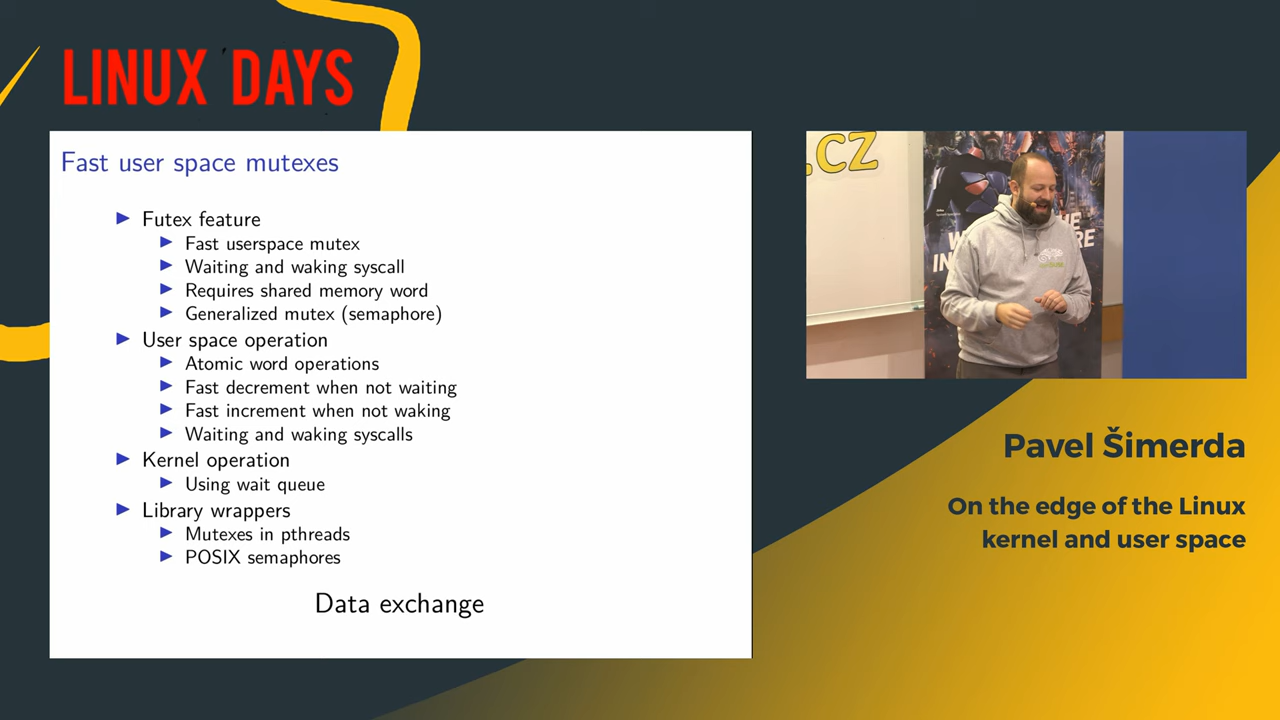 LINUX DAYS
Fast user space mutexes
Futex feature
Fast userspace mutex
Waiting and waking syscall
Requires shared memory word
Generalized mutex (semaphore)
User space operation
Atomic word operations
Fast decrement when not waiting
Fast increment when not waking
Waiting and waking syscalls
Kernel operation
Using wait queue
Library wrappers
Mutexes in pthreads
POSIX semaphores
Data exchange
.CZ
Pavel Šimerda
On the edge of the Linux
kernel and user space